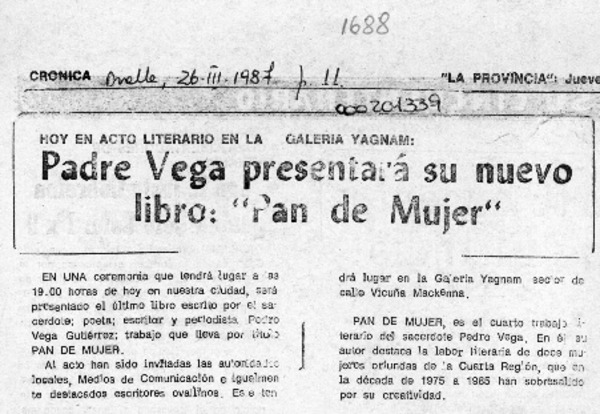 1688
CRONICA Ovalle, 26-III-1987 p. 11 "LA PROVINCIA": Jueve
000201339
HOY EN ACTO LITERARIO EN LA GALERIA YAGNAM:
Padre Vega presentará su nuevo
libro: "Pan de Mujer"
EN UNA ceremonia que tendrá lugar a las
19.00 horas de hoy en nuestra ciudad, será
presentado el último libro escrito por el sa-
cerdote; poeta; escritor y periodista Pedro
Vega Gutiérrez; trabajo que lleva por título
PAN DE MUJER.
Al acto han sido invitadas las autoridades
locales, Medios de Comunicación e igualmen
te destacados escritores ovallinos. Es e ten
drá lugar en la Galería Yagnam sector de
calle Vicuña Mackenna.
PAN DE MUJER, es el cuarto trabajo li-
terario del sacerdote Pedro Vega. En él su
autor destaca la labor literaria de doce mu
jeres oriundas de la Cuarta Región, que en
la década de 1975 a 1985 han sobresalido
por su creatividad.